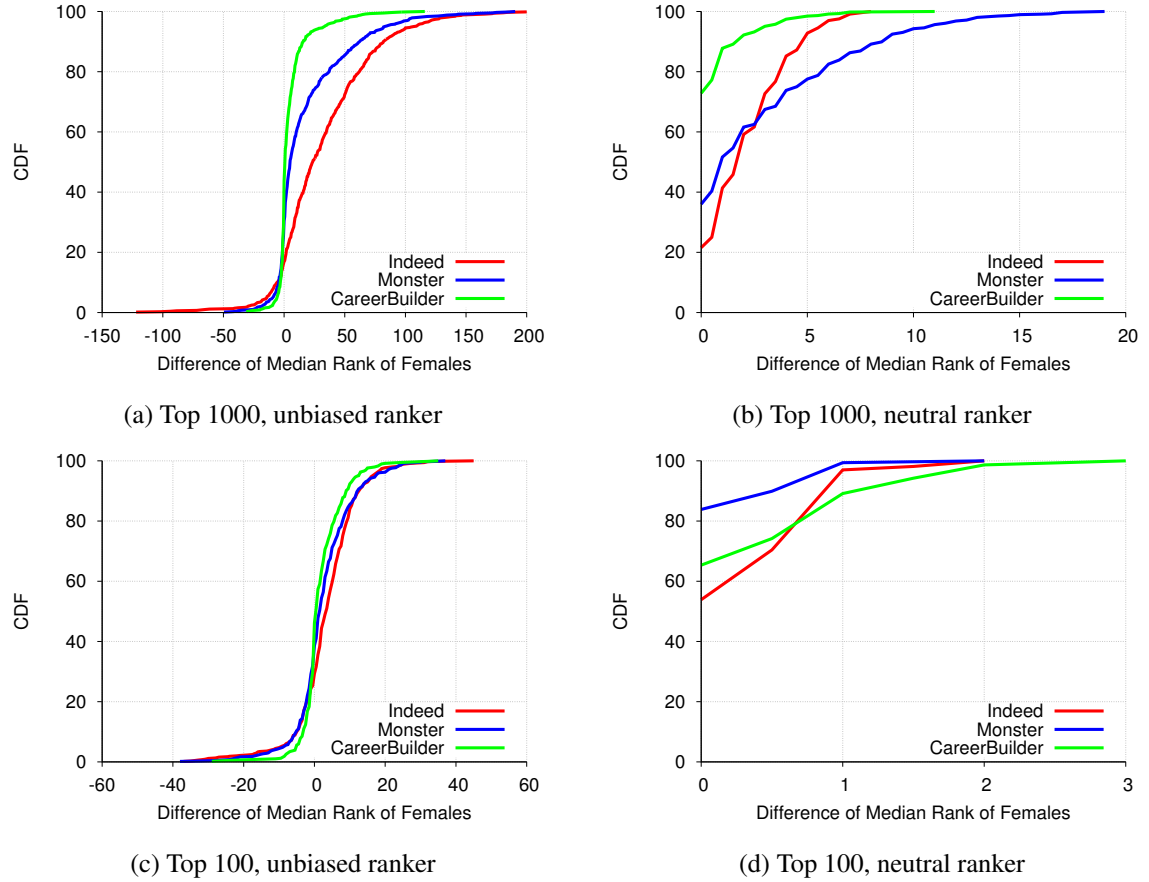 100
80
60
40
20
0
CDF
-150 -100 -50 0 50 100 150 200
Difference of Median Rank of Females
Indeed
Monster
CareerBuilder
(a) Top 1000, unbiased ranker
100
80
60
40
20
0
CDF
0 5 10 15 20
Difference of Median Rank of Females
Indeed
Monster
CareerBuilder
(b) Top 1000, neutral ranker
100
80
60
40
20
0
CDF
-60 -40 -20 0 20 40 60
Difference of Median Rank of Females
Indeed
Monster
CareerBuilder
(c) Top 100, unbiased ranker
100
80
60
40
20
0
CDF
0 1 2 3
Difference of Median Rank of Females
Indeed
Monster
CareerBuilder
(d) Top 100, neutral ranker